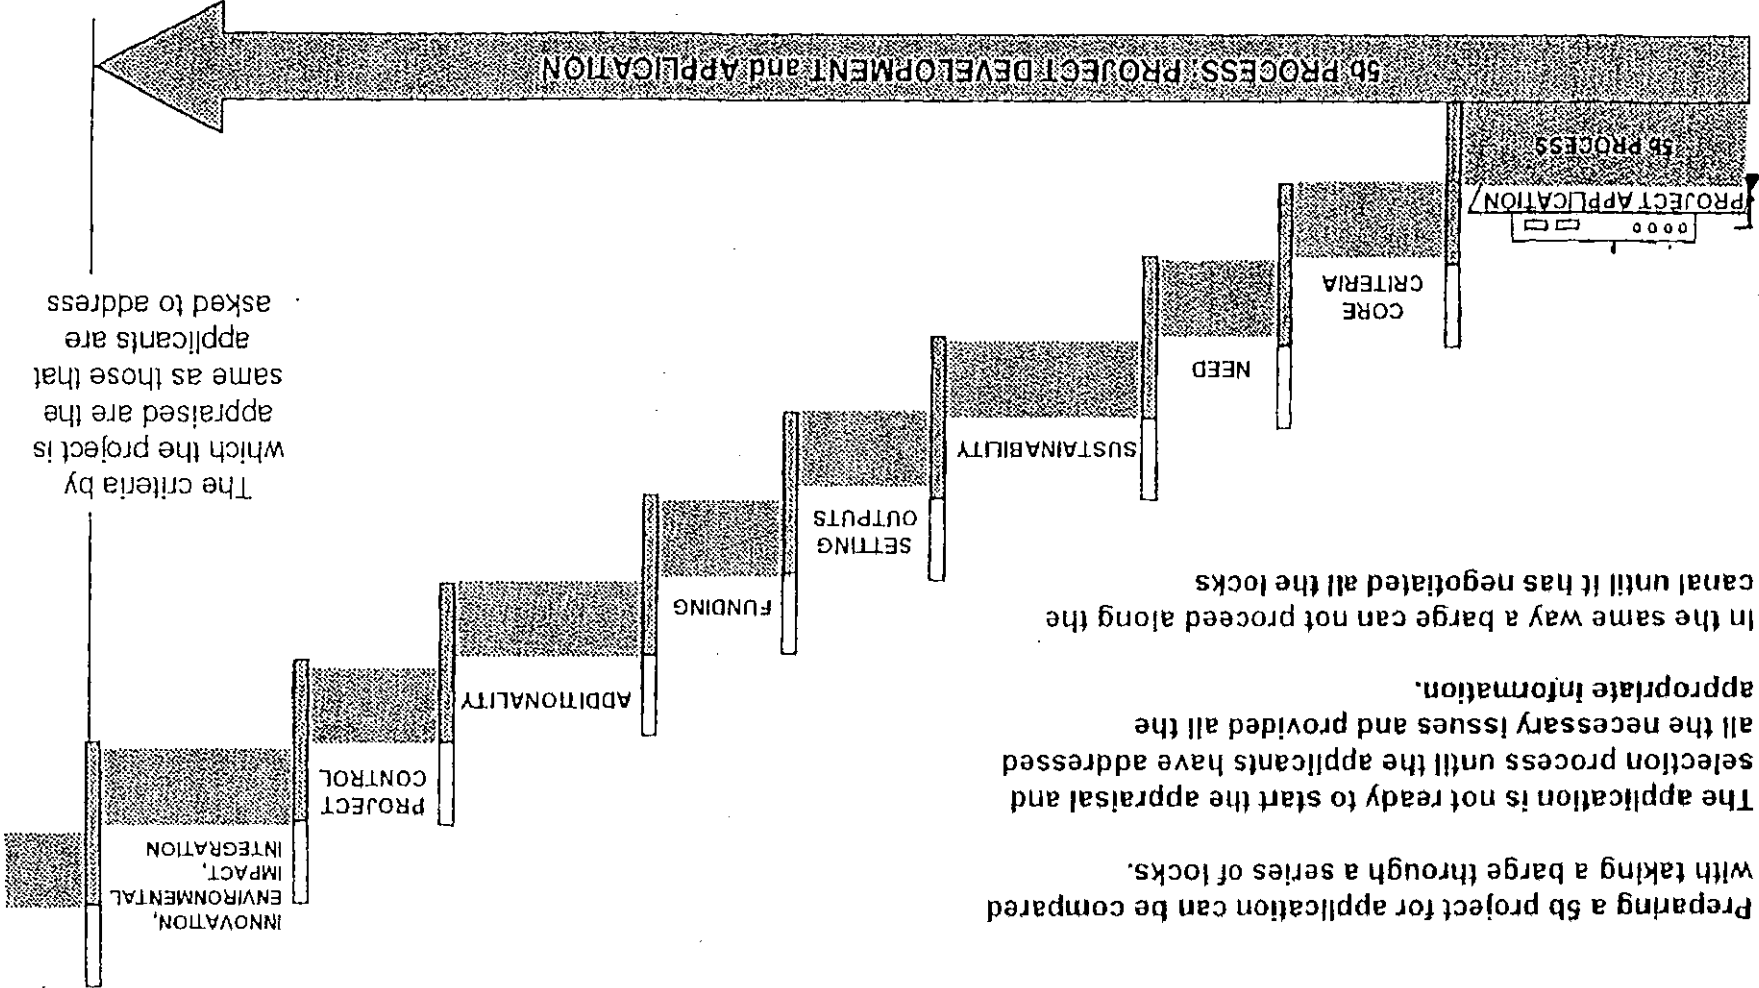 Preparing a 5b project for application can be compared
with taking a barge through a series of locks.
The application is not ready to start the appraisal and
selection process until the applicants have addressed
all the necessary issues and provided all the
appropriate information.
In the same way a barge can not proceed along the
canal until it has negotiated all the locks
INNOVATION,
ENVIRONMENTAL
IMPACT,
INTEGRATION
PROJECT
CONTROL
ADDITIONALITY
FUNDING
SETTING
OUTPUTS
SUSTAINABILITY
NEED
CORE
CRITERIA
PROJECT APPLICATION
5b PROCESS
The criteria by
which the project is
appraised are the
same as those that
applicants are
asked to address
5b PROCESS: PROJECT DEVELOPMENT and APPLICATION